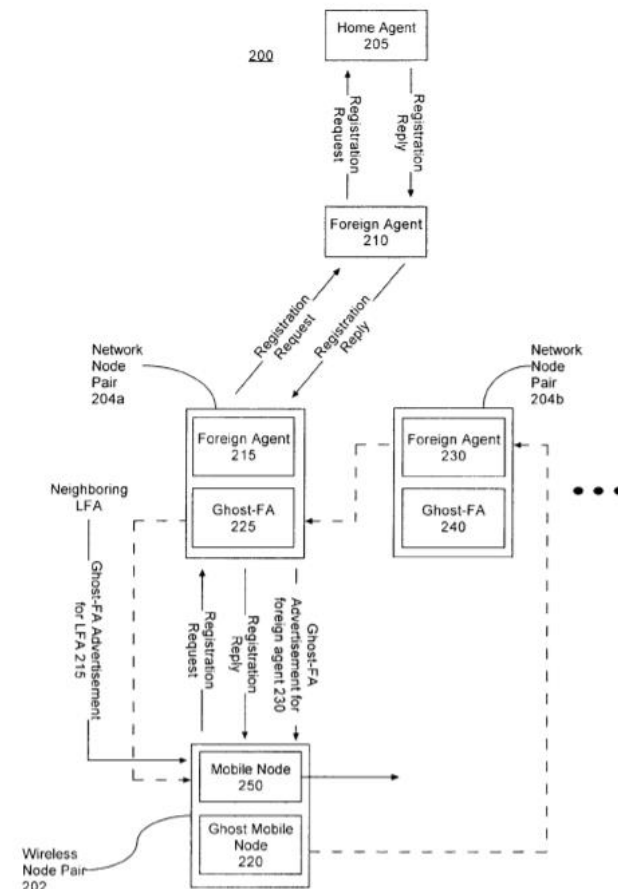 Home Agent
205
200
Registration
Request
Registration
Reply
Foreign Agent
210
Registration
Request
Registration
Reply
Network
Node
Pair
204a
Network
Node
Pair
204b
Foreign Agent
215
Foreign Agent
230
Neighboring
LFA
Ghost-FA
225
Ghost-FA
240
Ghost-FA Advertisement
for LFA 215
Registration
Request
Registration
Reply
Ghost-FA
Advertisement for
foreign agent 230
Mobile Node
250
Ghost Mobile
Node
220
Wireless
Node Pair
202